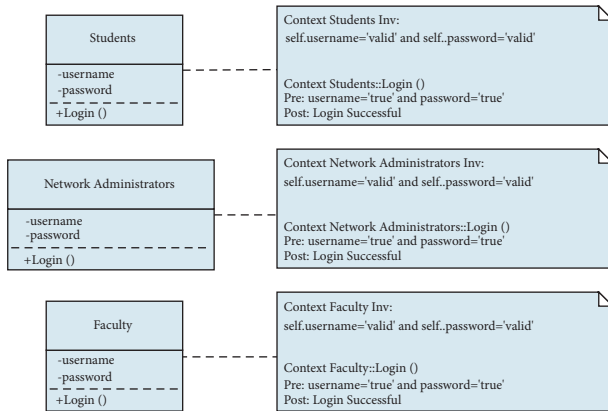 Students
-username
-password
+Login ()
Context Students Inv:
self.username='valid' and self..password='valid'
Context Students::Login ()
Pre: username='true' and password='true'
Post: Login Successful
Network Administrators
-username
-password
+Login ()
Context Network Administrators Inv:
self.username='valid' and self..password='valid'
Context Network Administrators::Login ()
Pre: username='true' and password='true'
Post: Login Successful
Faculty
-username
-password
+Login ()
Context Faculty Inv:
self.username='valid' and self..password='valid'
Context Faculty::Login ()
Pre: username='true' and password='true'
Post: Login Successful